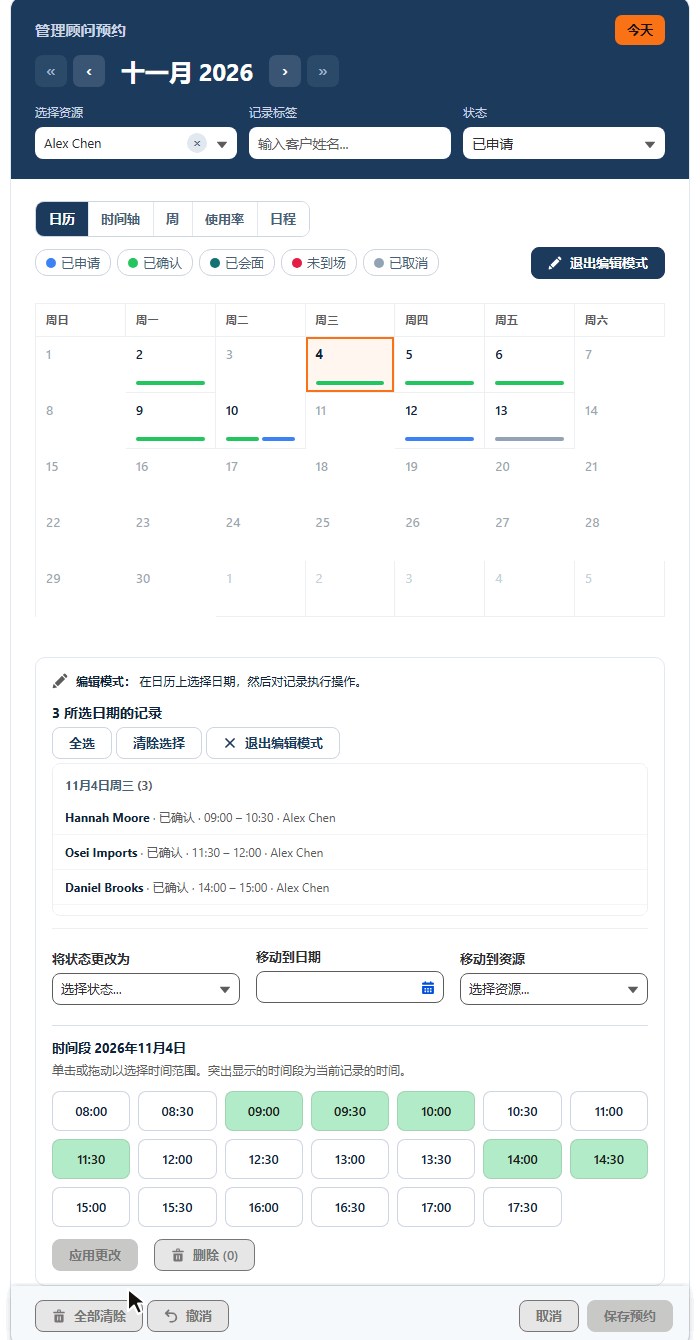 管理顾问预约
今天
« ‹ 十一月 2026 › »
选择资源 记录标签 状态
Alex Chen × 输入客户姓名... 已申请
日历 时间轴 周 使用率 日程
已申请 已确认 已会面 未到场 已取消 退出编辑模式
周日 周一 周二 周三 周四 周五 周六
1 2 3 4 5 6 7
8 9 10 11 12 13 14
15 16 17 18 19 20 21
22 23 24 25 26 27 28
29 30 1 2 3 4 5
编辑模式： 在日历上选择日期，然后对记录执行操作。
3 所选日期的记录
全选 清除选择 退出编辑模式
11月4日周三 (3)
Hannah Moore · 已确认 · 09:00 – 10:30 · Alex Chen
Osei Imports · 已确认 · 11:30 – 12:00 · Alex Chen
Daniel Brooks · 已确认 · 14:00 – 15:00 · Alex Chen
将状态更改为 移动到日期 移动到资源
选择状态... 选择资源...
时间段 2026年11月4日
单击或拖动以选择时间范围。突出显示的时间段为当前记录的时间。
08:00 08:30 09:00 09:30 10:00 10:30 11:00
11:30 12:00 12:30 13:00 13:30 14:00 14:30
15:00 15:30 16:00 16:30 17:00 17:30
应用更改 删除 (0)
全部清除 撤消 取消 保存预约